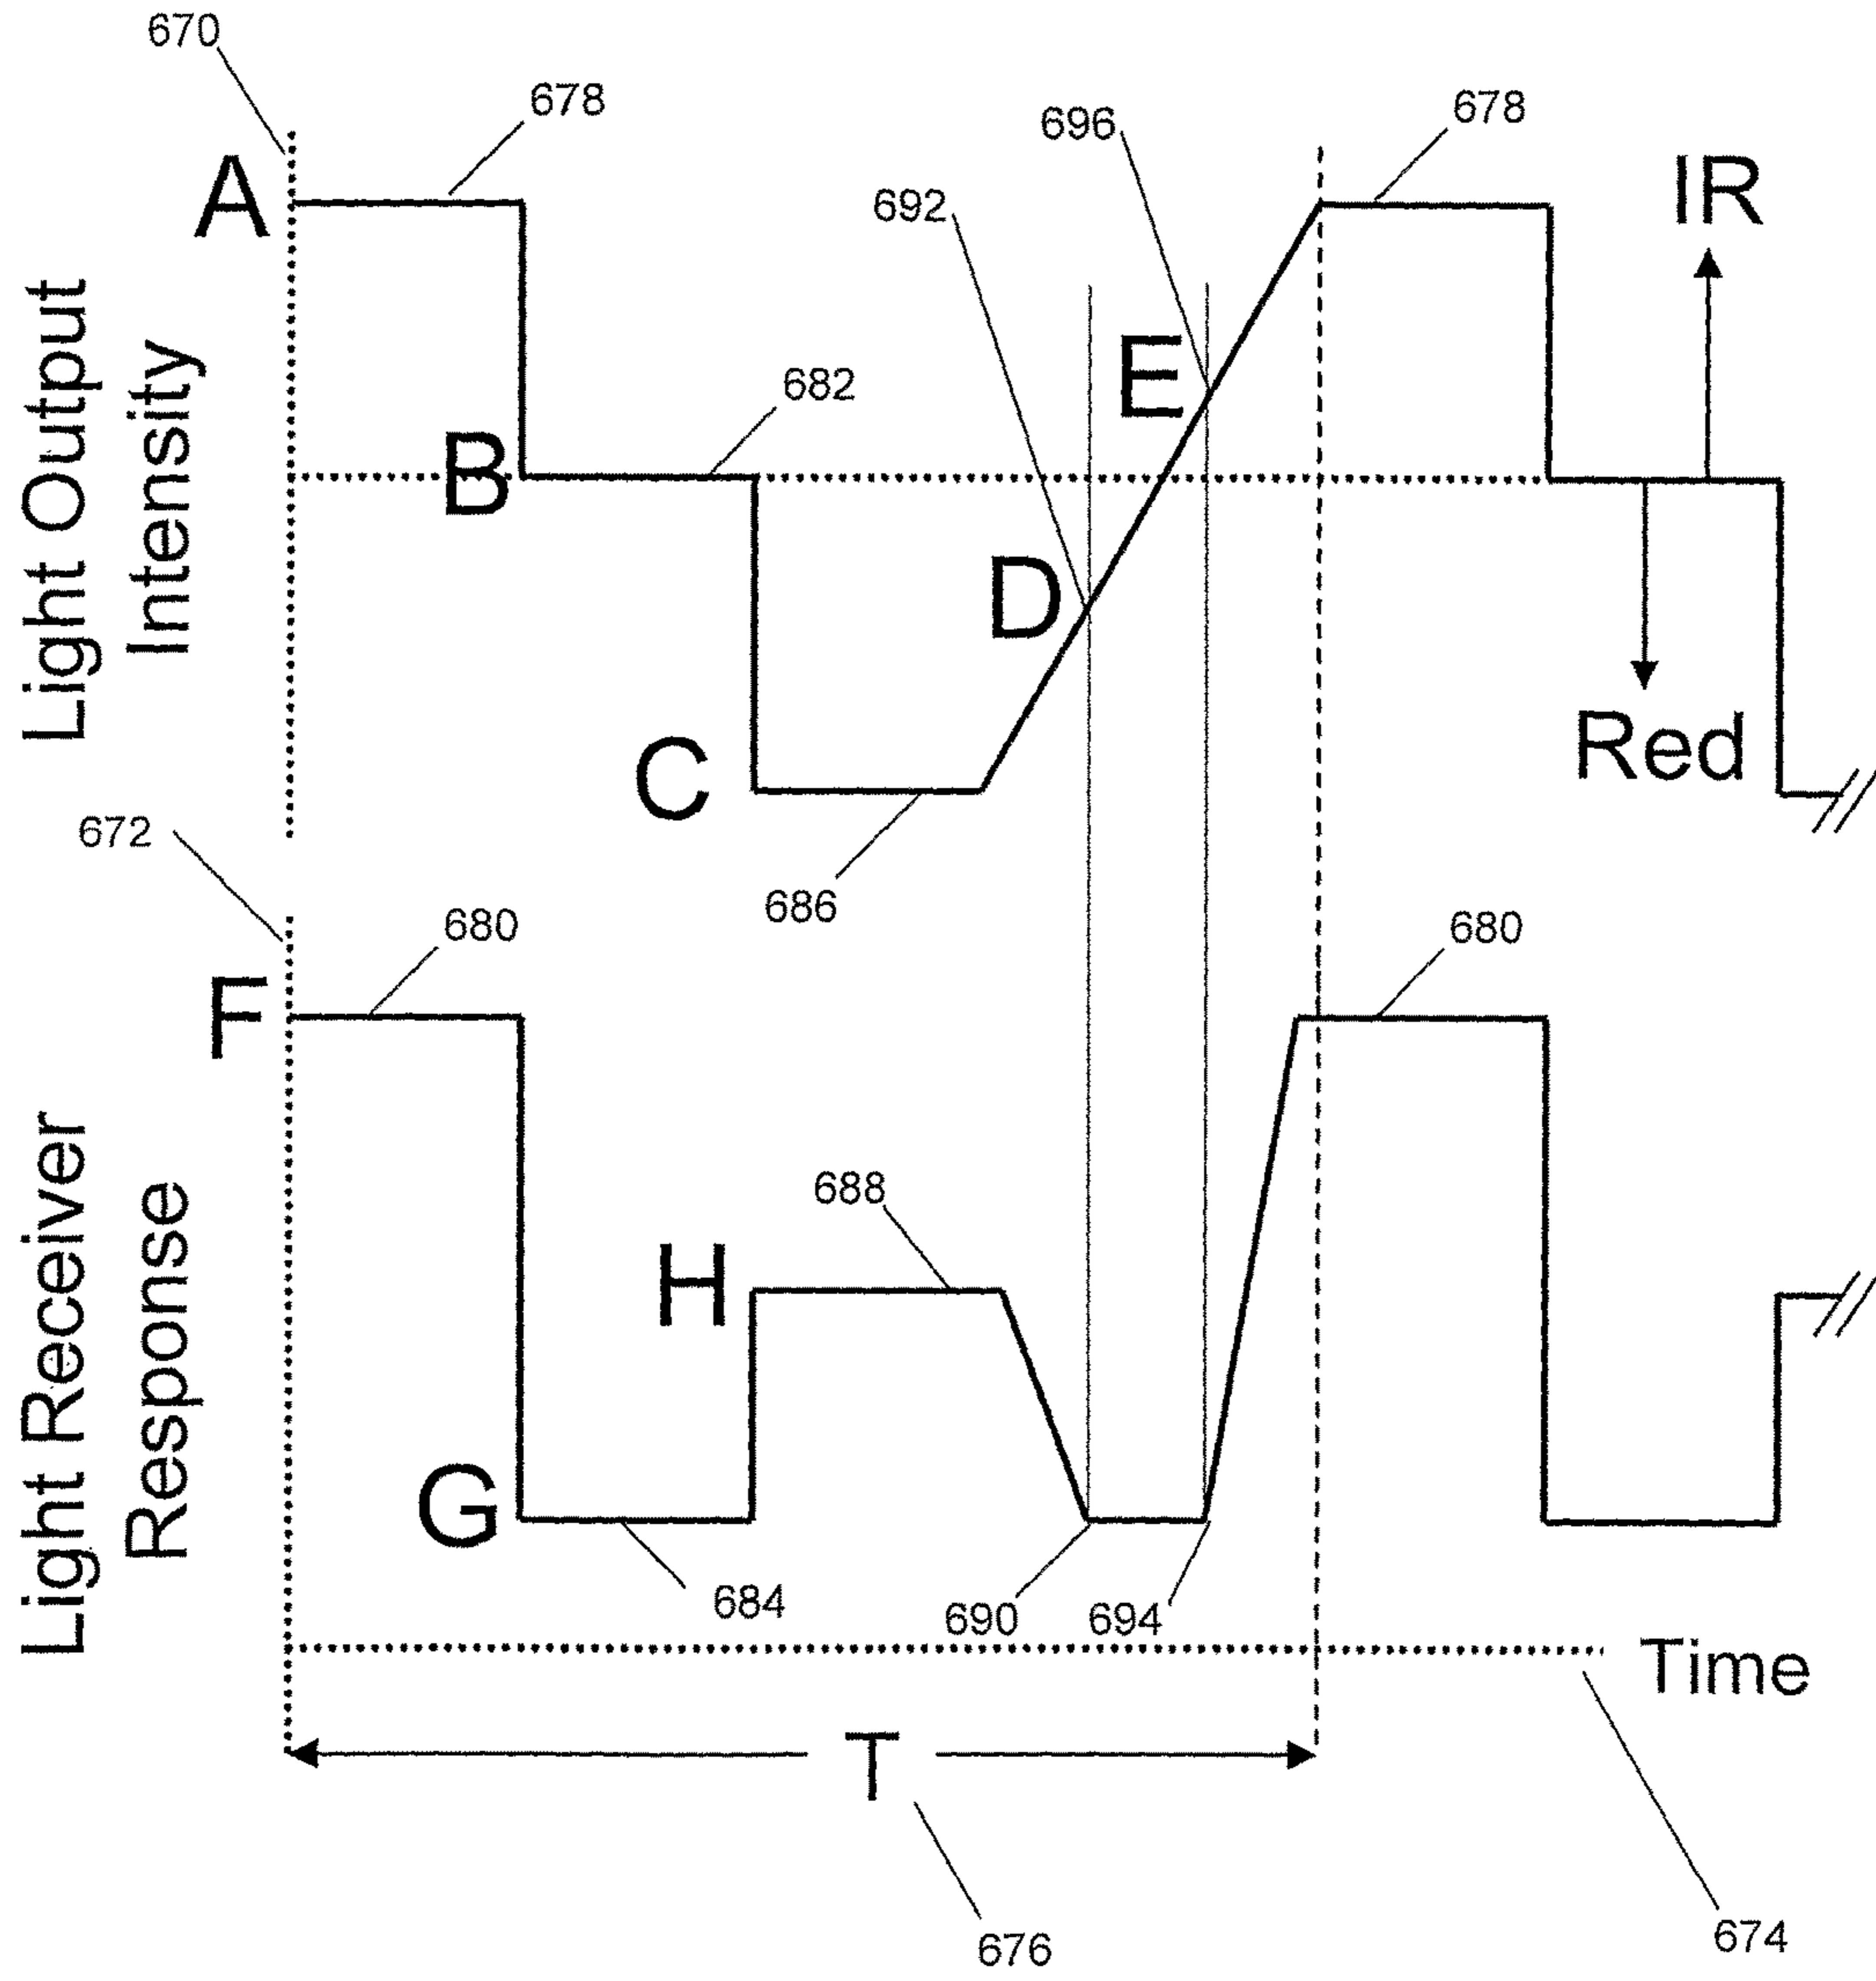 670
678
696
678
A
692
IR
E
682
B
D
C
Red
Light Output
Intensity
672
686
680
680
F
688
H
G
684
690
694
Light Receiver
Response
Time
T
676
674